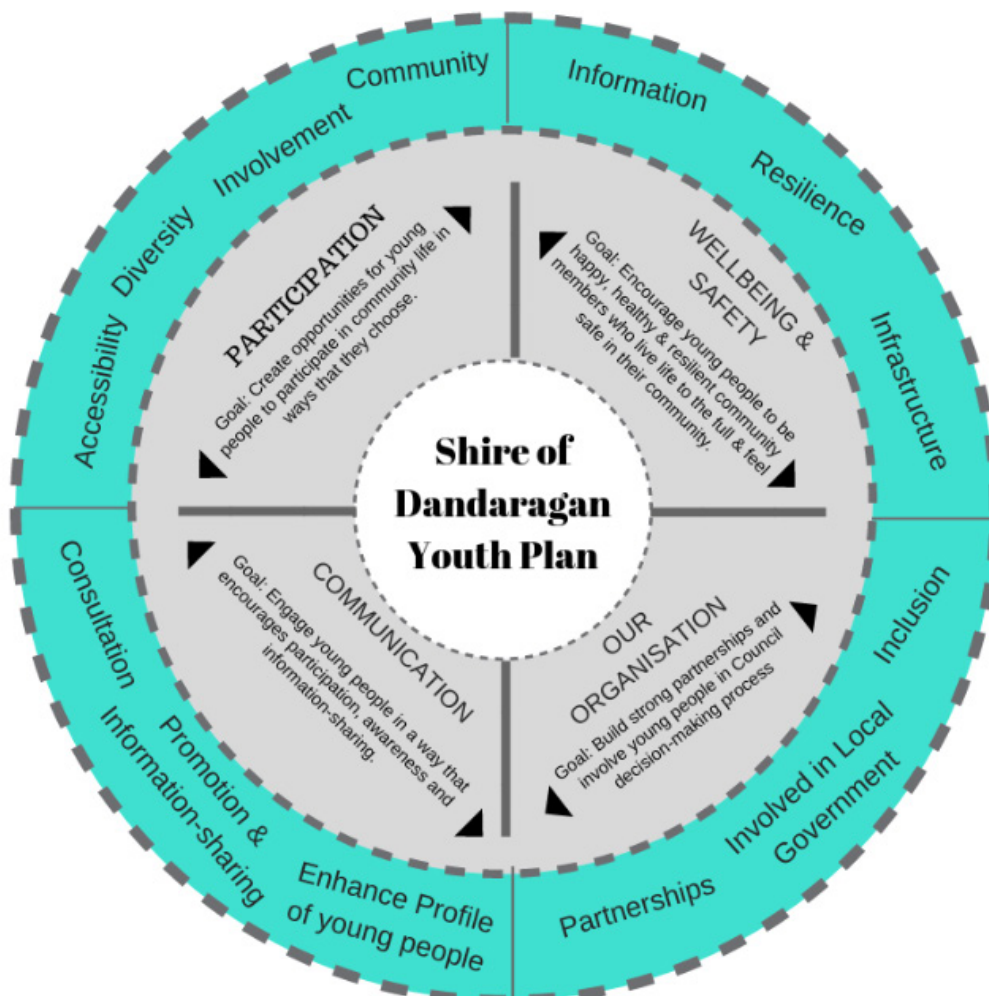 Shire of
Dandaragan
Youth Plan
PARTICIPATION
Goal: Create opportunities for young
people to participate in community life in
ways that they choose.
Accessibility
Diversity
Involvement
Community
WELLBEING &
SAFETY
Goal: Encourage young people to be
happy, healthy & resilient community
members who live life to the full & feel
safe in their community.
Information
Resilience
Infrastructure
OUR
ORGANISATION
Goal: Build strong partnerships and
involve young people in Council
decision-making process
Inclusion
Involved in Local
Government
Partnerships
COMMUNICATION
Goal: Engage young people in a way that
encourages participation, awareness and
information-sharing.
Consultation
Promotion &
Information-sharing
Enhance Profile
of young people